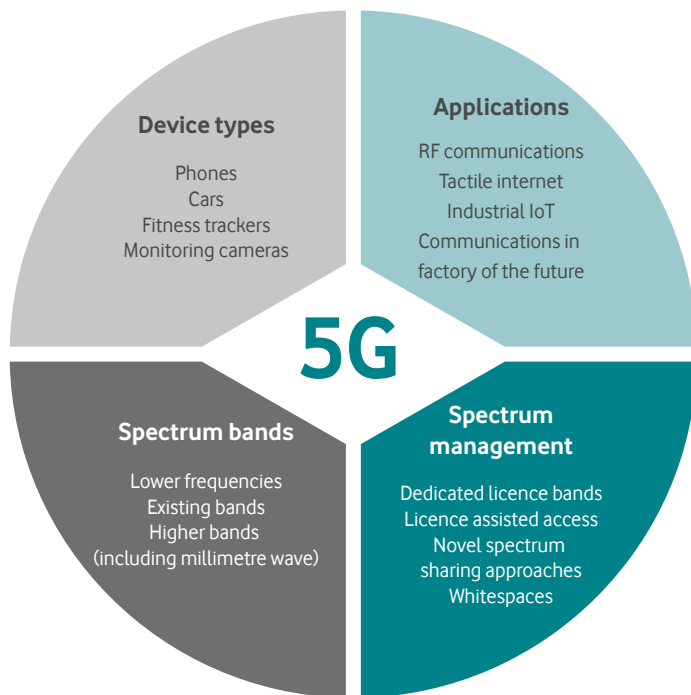 Device types
Phones
Cars
Fitness trackers
Monitoring cameras
Applications
RF communications
Tactile internet
Industrial IoT
Communications in
factory of the future
5G
Spectrum bands
Lower frequencies
Existing bands
Higher bands
(including millimetre wave)
Spectrum
management
Dedicated licence bands
Licence assisted access
Novel spectrum
sharing approaches
Whitespaces